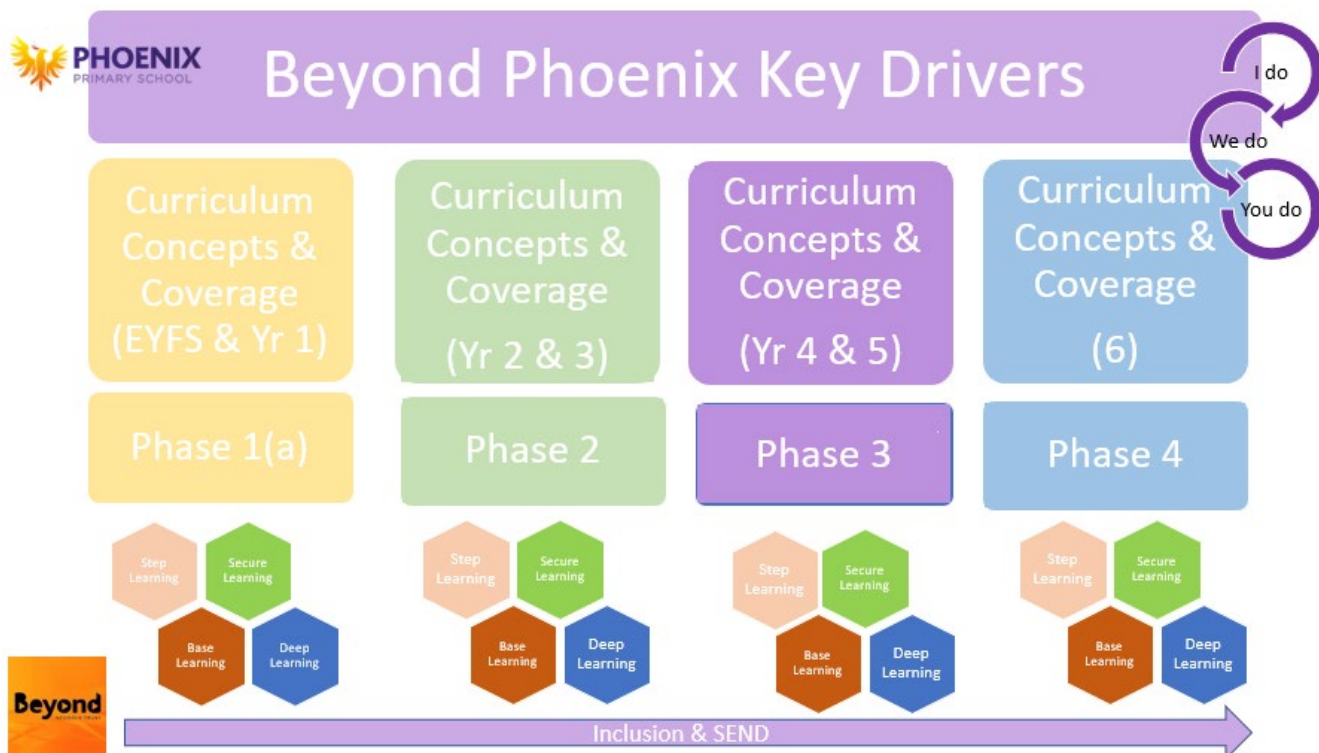 PHOENIX
PRIMARY SCHOOL
Beyond Phoenix Key Drivers
I do
We do
You do
Curriculum
Concepts &
Coverage
(EYFS & Yr 1)
Curriculum
Concepts &
Coverage
(Yr 2 & 3)
Curriculum
Concepts &
Coverage
(Yr 4 & 5)
Curriculum
Concepts &
Coverage
(6)
Phase 1(a)
Phase 2
Phase 3
Phase 4
Step
Learning
Secure
Learning
Base
Learning
Deep
Learning
Step
Learning
Secure
Learning
Base
Learning
Deep
Learning
Step
Learning
Secure
Learning
Base
Learning
Deep
Learning
Step
Learning
Secure
Learning
Base
Learning
Deep
Learning
Beyond
Inclusion & SEND